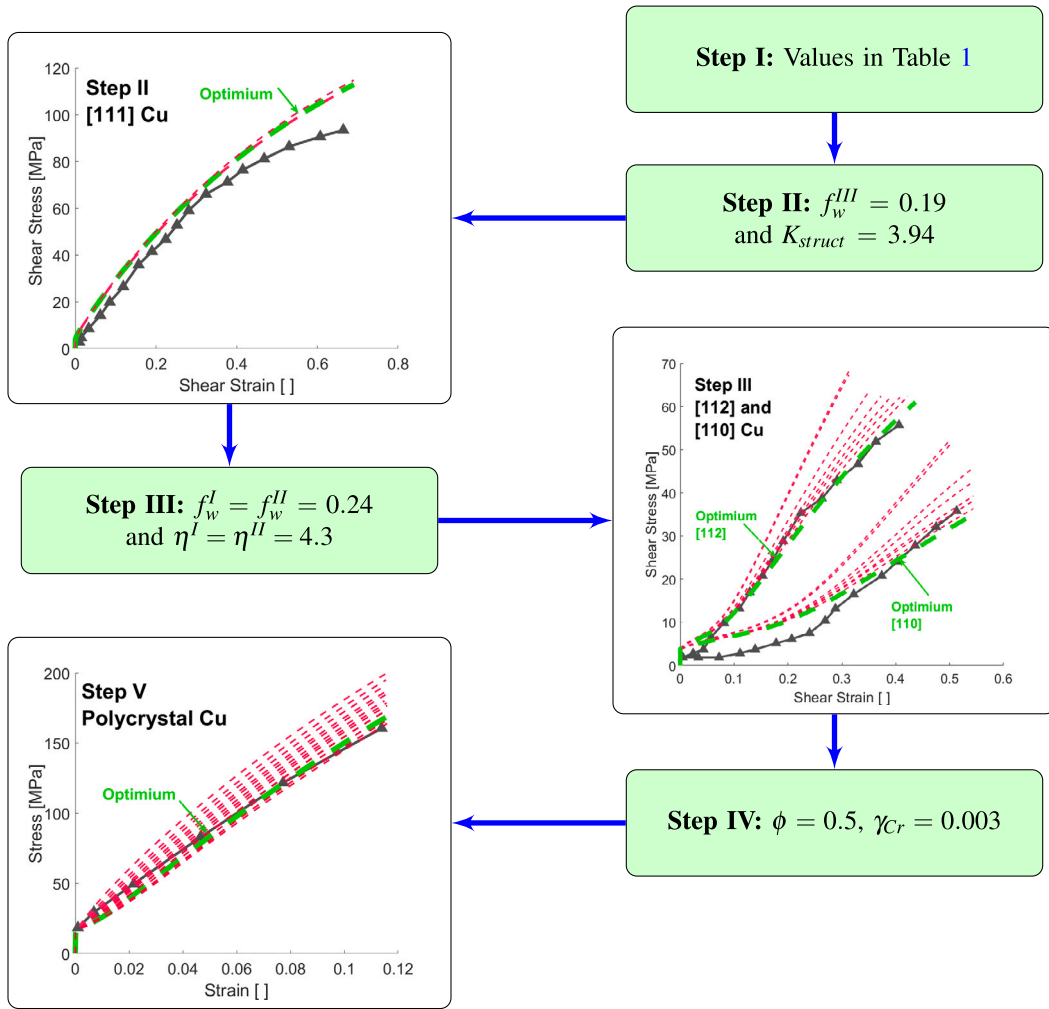 Step I: Values in Table 1
Step II: f_w^{III} = 0.19
and K_{struct} = 3.94
Step II
[111] Cu
Optimium
120
100
80
60
40
20
0
0 0.2 0.4 0.6 0.8
Shear Stress [MPa]
Shear Strain [ ]
Step III: f_w^I = f_w^{II} = 0.24
and η^I = η^{II} = 4.3
Step III
[112] and
[110] Cu
Optimium
[112]
Optimium
[110]
70
60
50
40
30
20
10
0
0 0.1 0.2 0.3 0.4 0.5 0.6
Shear Stress [MPa]
Shear Strain [ ]
Step IV: ϕ = 0.5, γ_{Cr} = 0.003
Step V
Polycrystal Cu
Optimium
200
150
100
50
0
0 0.02 0.04 0.06 0.08 0.1 0.12
Stress [MPa]
Strain [ ]